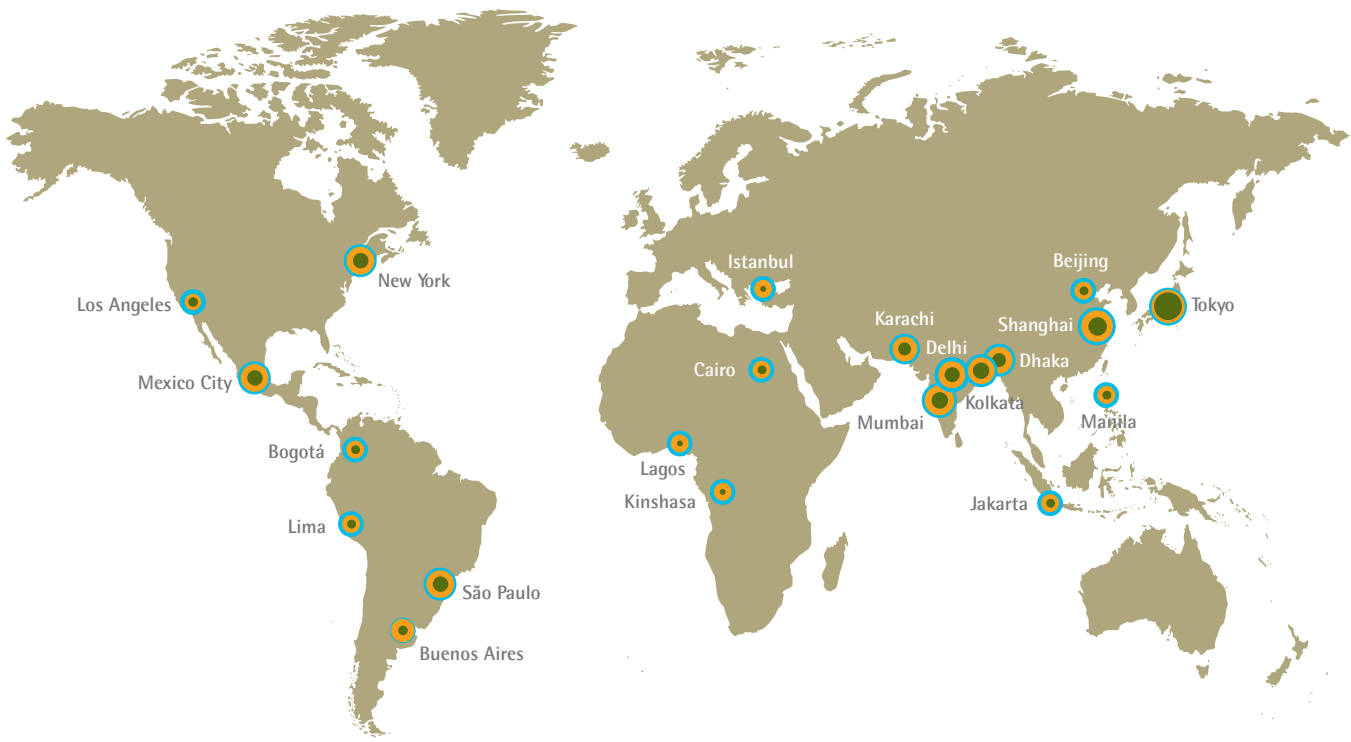 Istanbul
Beijing
New York
Los Angeles
Tokyo
Karachi
Shanghai
Delhi
Dhaka
Cairo
Mexico City
Kolkata
Mumbai
Manila
Bogotá
Lagos
Kinshasa
Jakarta
Lima
São Paulo
Buenos Aires